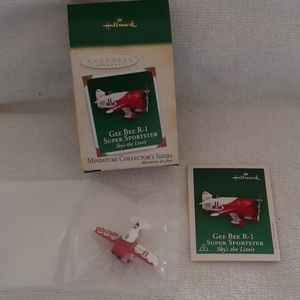 Hallmark
KEEPSAKE
ORNAMENT
GEE BEE R-1
SUPER SPORTSTER
Sky's the Limit
MINIATURE COLLECTOR'S SERIES
Hallmark
GEE BEE R-1
SUPER SPORTSTER
Sky's the Limit